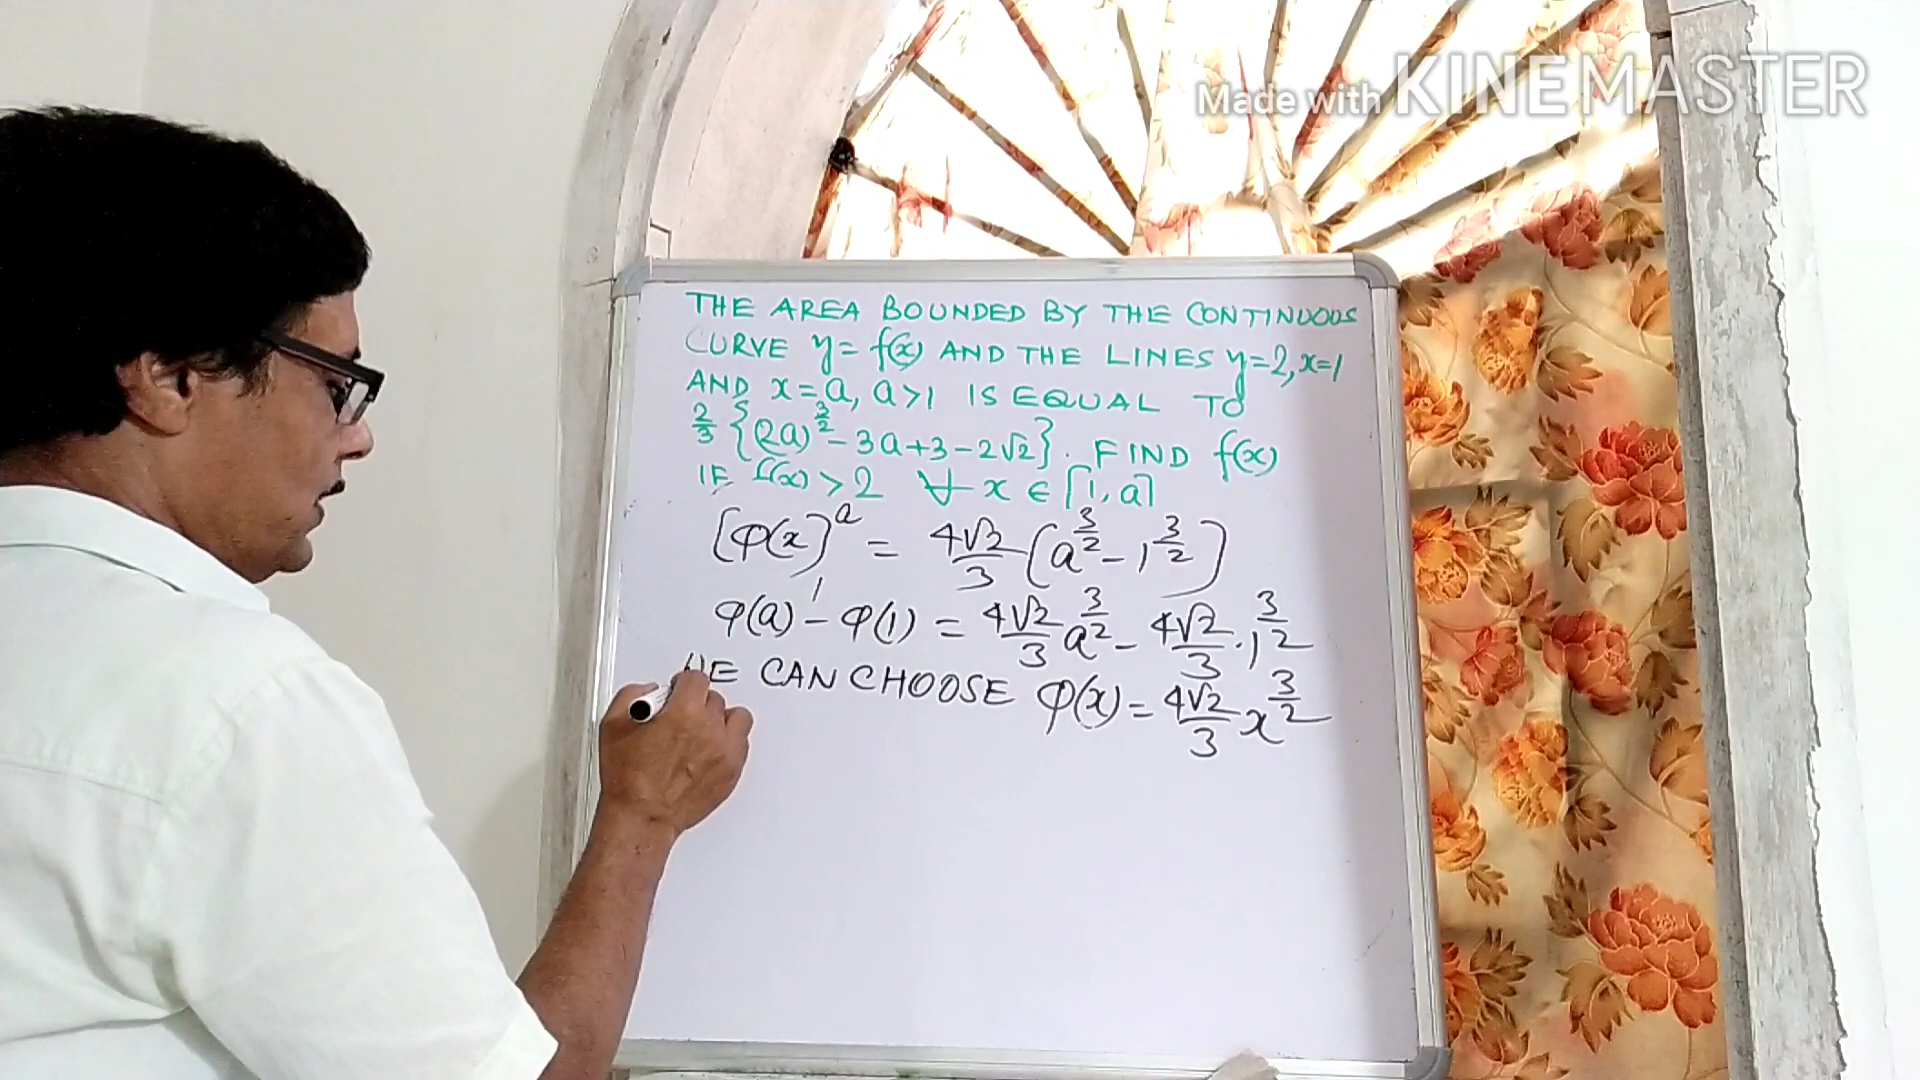 Made with KINEMASTER
THE AREA BOUNDED BY THE CONTINUOUS
CURVE y = f(x) AND THE LINES y=2, x=1
AND x = a, a>1 IS EQUAL TO
2/3 {(2a)^3/2 - 3a+3-2√2}. FIND f(x)
IF f(x) > 2 ∀ x ∈ [1, a]
[φ(x)]₁^a = 4√2/3 (a^3/2 - 1^3/2)
φ(a) - φ(1) = 4√2/3 a^3/2 - 4√2/3 · 1^3/2
WE CAN CHOOSE φ(x) = 4√2/3 x^3/2